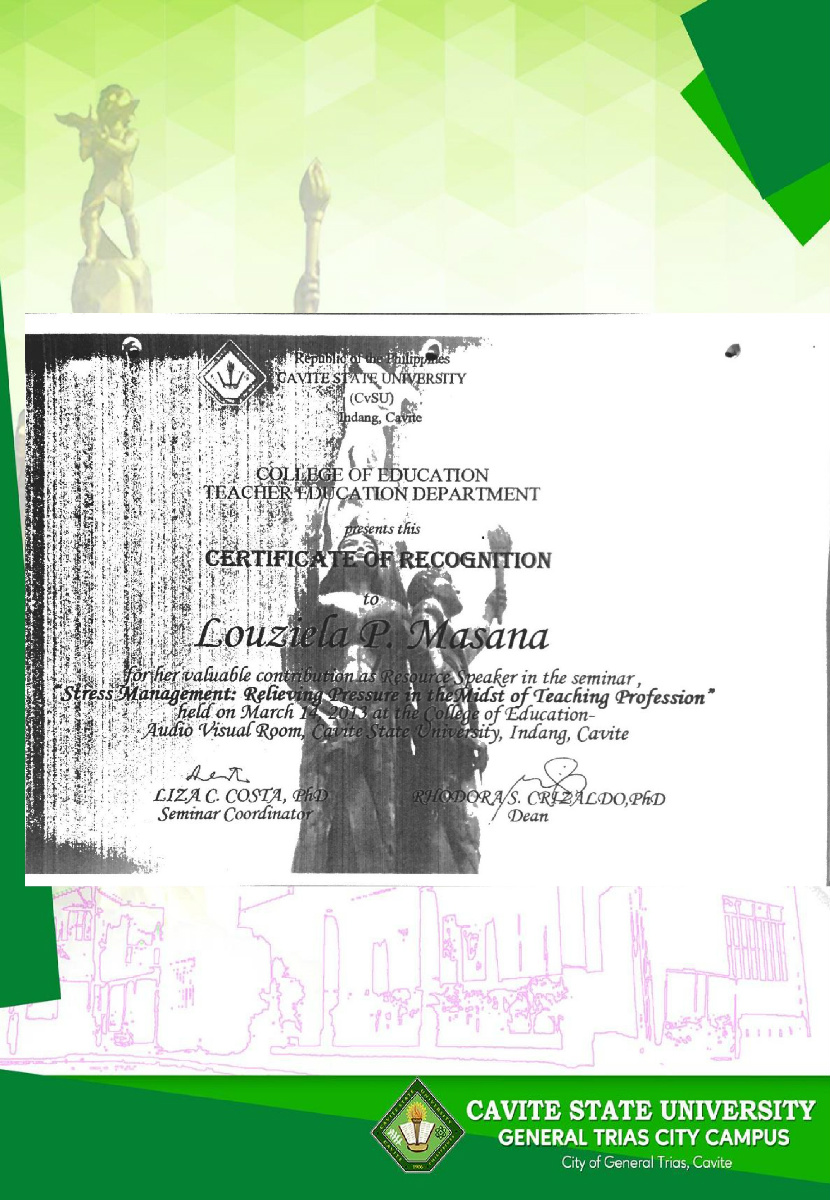 Republic of the Philippines
CAVITE STATE UNIVERSITY
(CvSU)
Indang, Cavite
COLLEGE OF EDUCATION
TEACHER EDUCATION DEPARTMENT
presents this
CERTIFICATE OF RECOGNITION
to
Louziela P. Masana
for her valuable contribution as Resource Speaker in the seminar ,
"Stress Management: Relieving Pressure in theMidst of Teaching Profession"
held on March 14, 2013 at the College of Education-
Audio Visual Room, Cavite State University, Indang, Cavite
LIZA C. COSTA, PhD
Seminar Coordinator
RHODORA S. CRIZALDO,PhD
Dean
CAVITE STATE UNIVERSITY
GENERAL TRIAS CITY CAMPUS
City of General Trias, Cavite